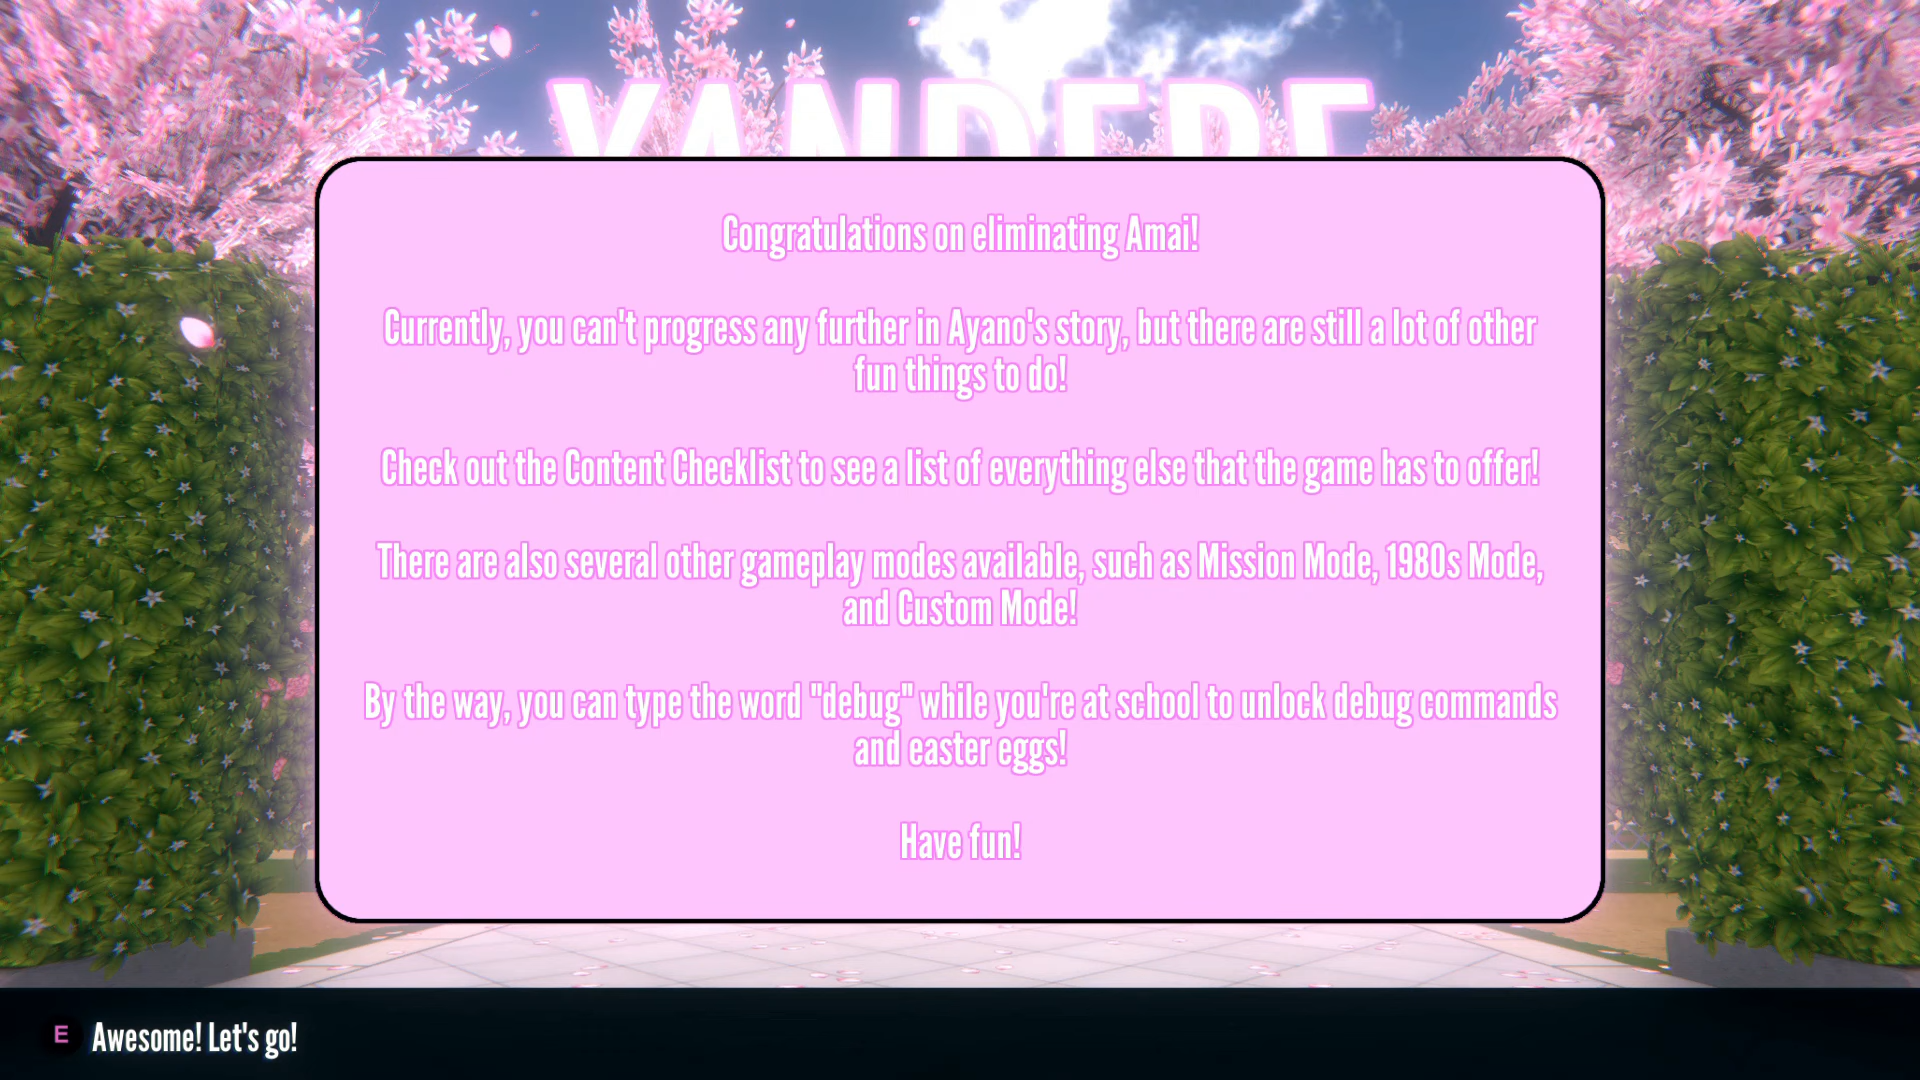 YANDERE
Congratulations on eliminating Amai!
Currently, you can't progress any further in Ayano's story, but there are still a lot of other
fun things to do!
Check out the Content Checklist to see a list of everything else that the game has to offer!
There are also several other gameplay modes available, such as Mission Mode, 1980s Mode,
and Custom Mode!
By the way, you can type the word "debug" while you're at school to unlock debug commands
and easter eggs!
Have fun!
E Awesome! Let's go!